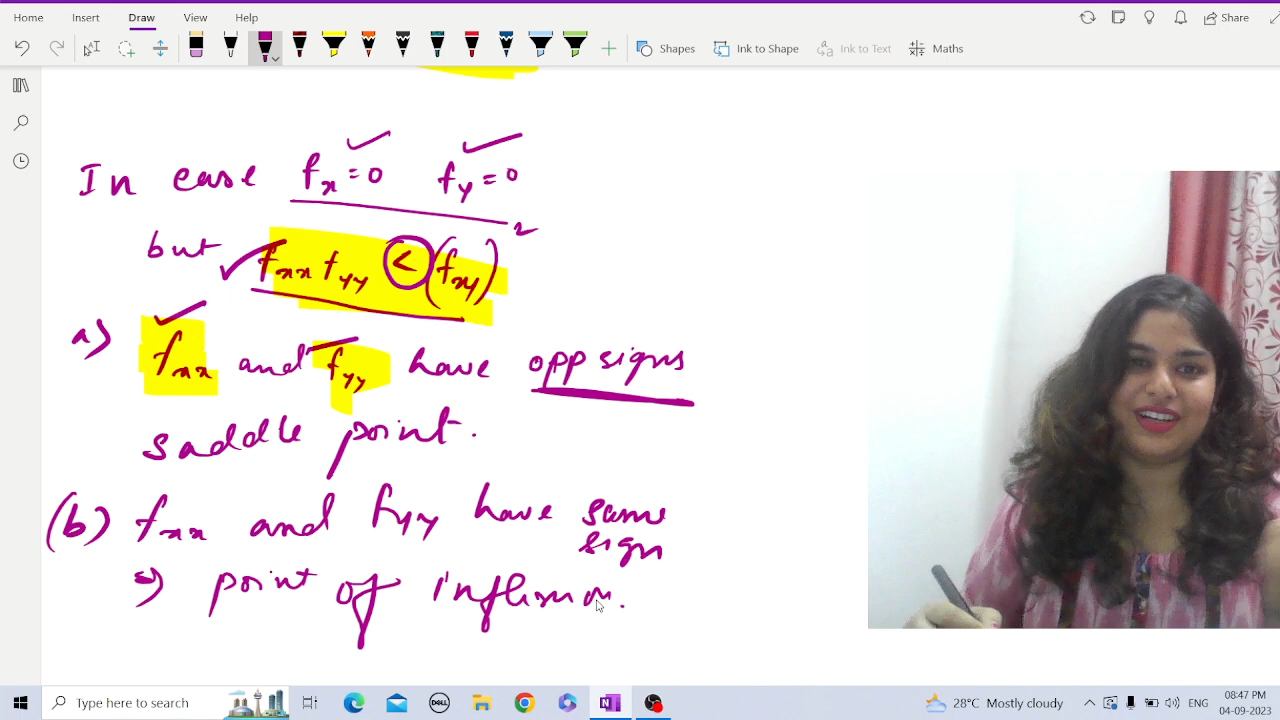 Home Insert Draw View Help Share
Shapes Ink to Shape Ink to Text Maths
In case fx = 0 fy = 0
but fxx fyy < (fxy)²
a) fxx and fyy have opp signs
saddle point.
(b) fxx and fyy have same
sign
⇒ point of inflexion.
Type here to search
DELL
28°C Mostly cloudy
ENG
8:47 PM
04-09-2023